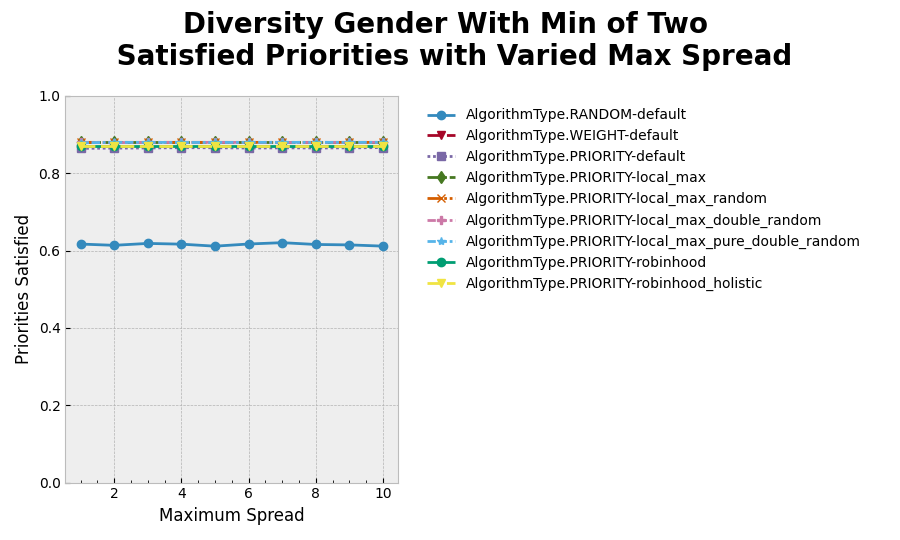 Diversity Gender With Min of Two
Satisfied Priorities with Varied Max Spread
1.0
0.8
0.6
0.4
0.2
0.0
Priorities Satisfied
2 4 6 8 10
Maximum Spread
AlgorithmType.RANDOM-default
AlgorithmType.WEIGHT-default
AlgorithmType.PRIORITY-default
AlgorithmType.PRIORITY-local_max
AlgorithmType.PRIORITY-local_max_random
AlgorithmType.PRIORITY-local_max_double_random
AlgorithmType.PRIORITY-local_max_pure_double_random
AlgorithmType.PRIORITY-robinhood
AlgorithmType.PRIORITY-robinhood_holistic